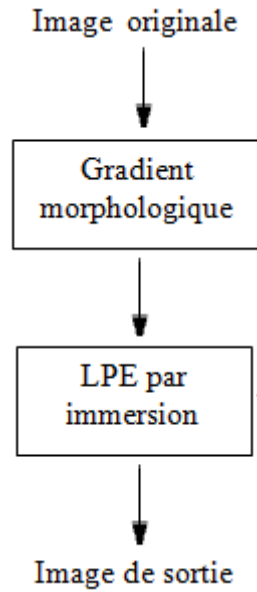 Image originale
Gradient
morphologique
LPE par
immersion
Image de sortie